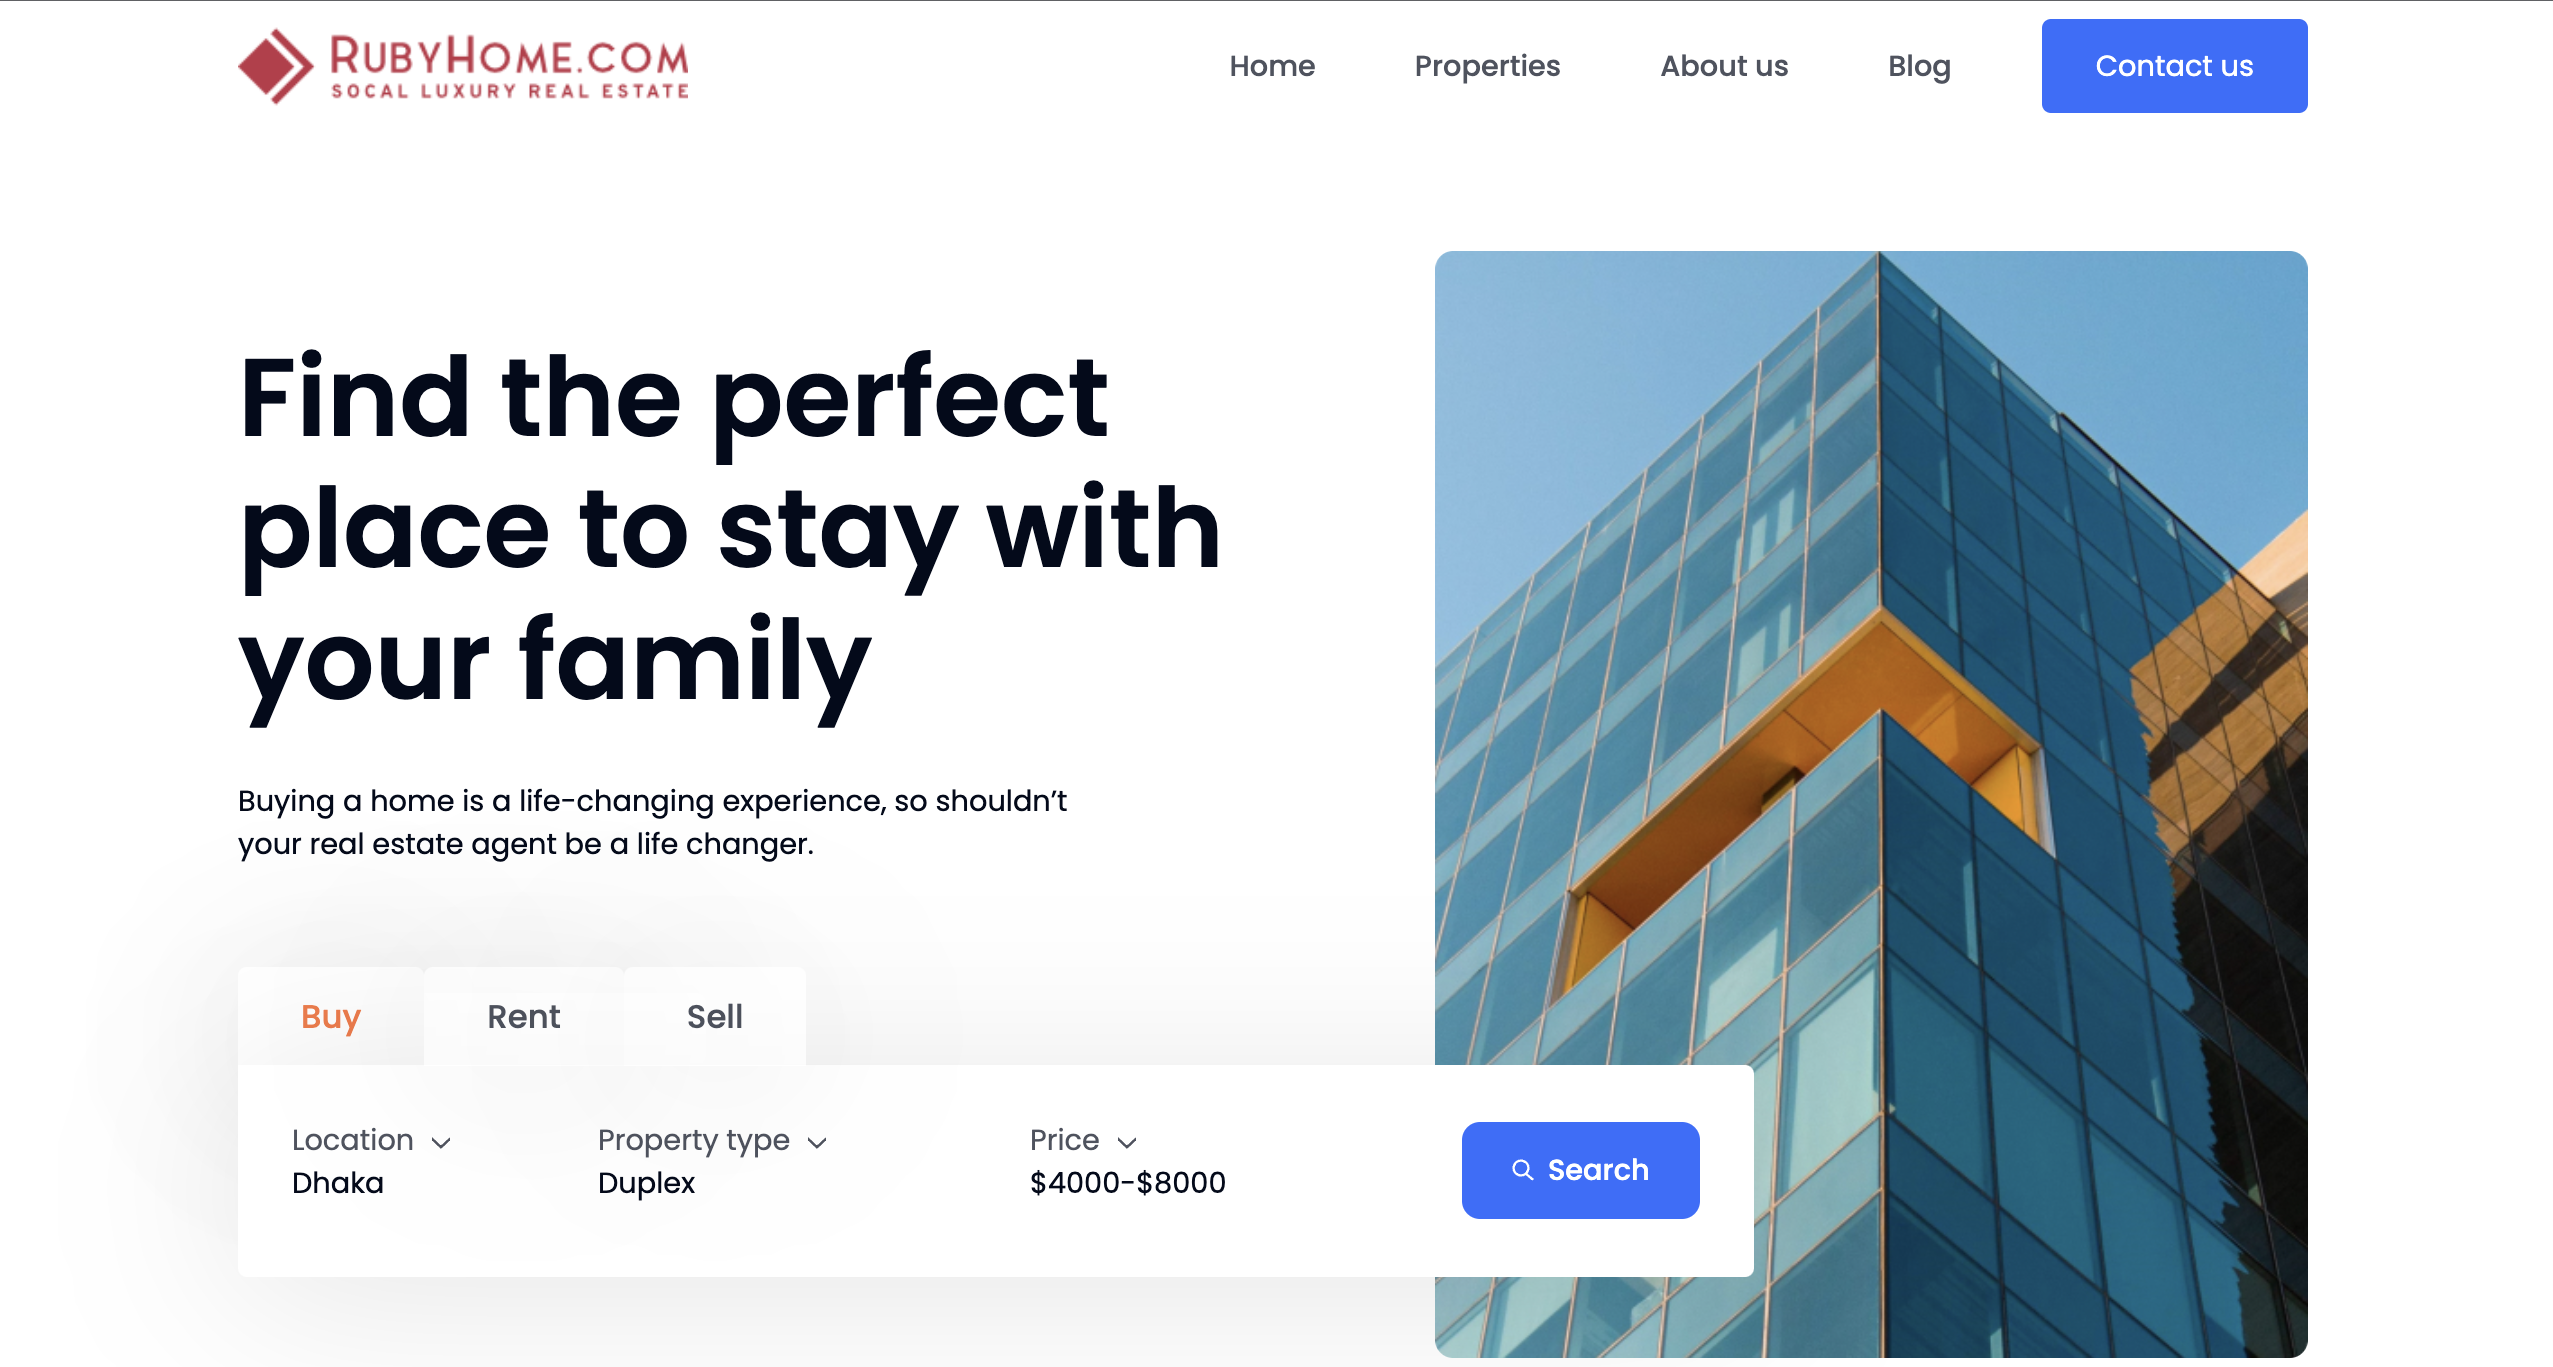 RUBYHOME.COM
SOCAL LUXURY REAL ESTATE
Home
Properties
About us
Blog
Contact us
Find the perfect
place to stay with
your family
Buying a home is a life-changing experience, so shouldn’t
your real estate agent be a life changer.
Buy
Rent
Sell
Location
Dhaka
Property type
Duplex
Price
$4000-$8000
Search